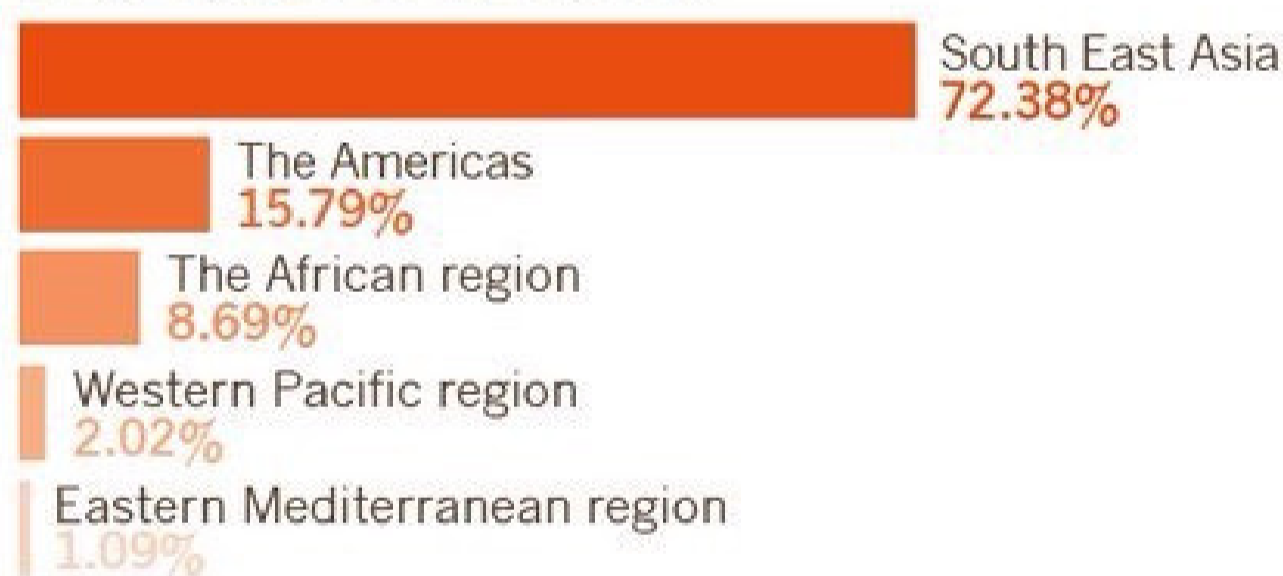 South East Asia
72.38%
The Americas
15.79%
The African region
8.69%
Western Pacific region
2.02%
Eastern Mediterranean region
1.09%